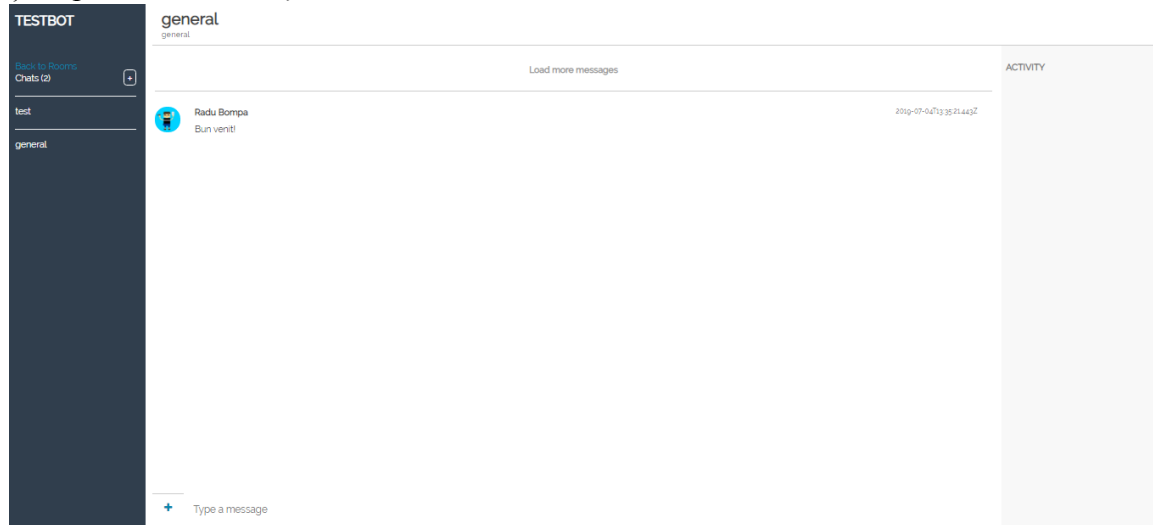 TESTBOT
general
general
Back to Rooms
Chats (2)
+
test
general
Load more messages
ACTIVITY
Radu Bompa
2019-07-04T13:35:21.443Z
Bun venit!
+ Type a message